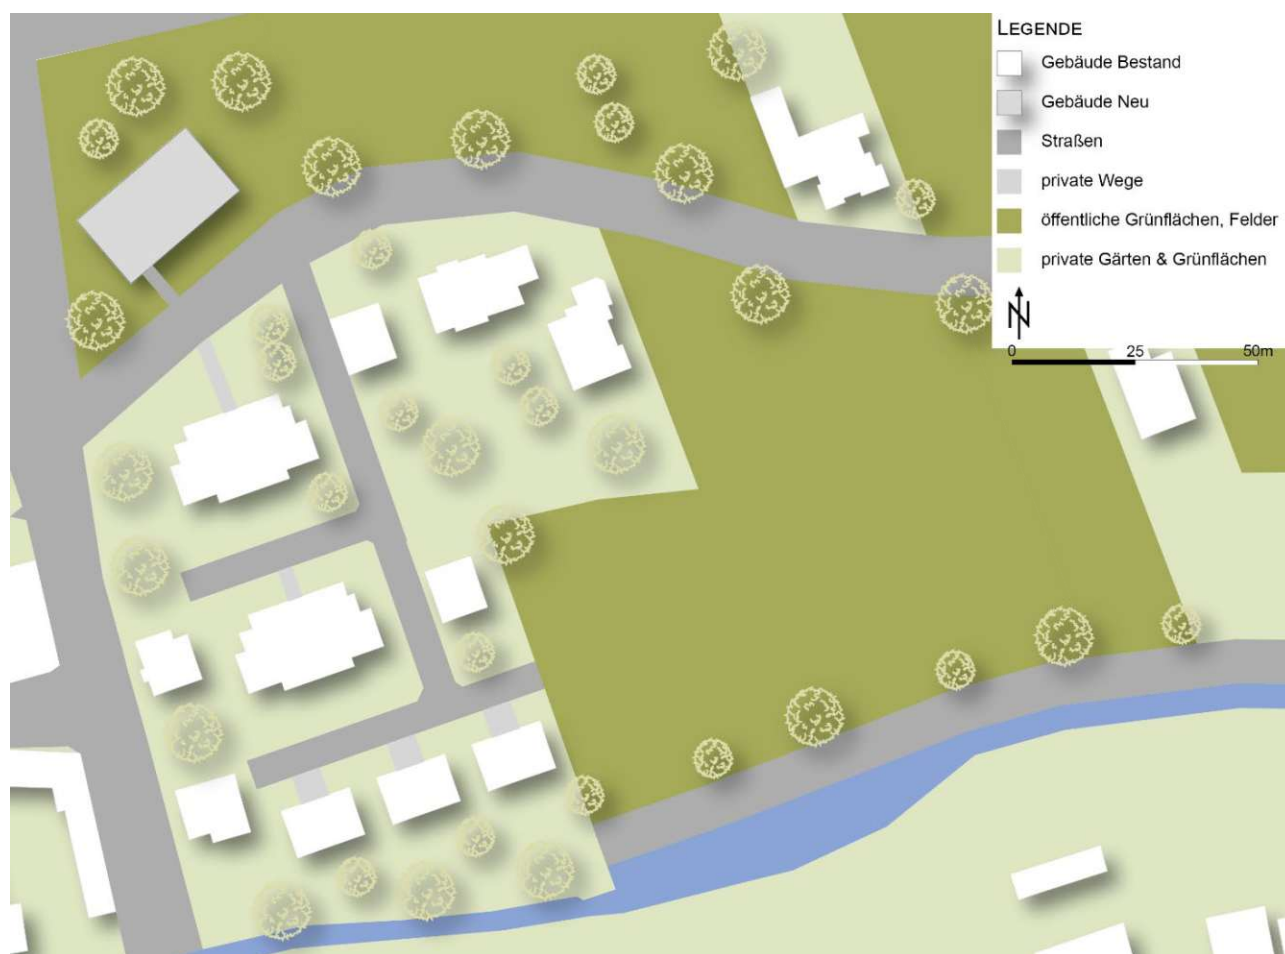 LEGENDE
Gebäude Bestand
Gebäude Neu
Straßen
private Wege
öffentliche Grünflächen, Felder
private Gärten & Grünflächen
N
0 25 50m